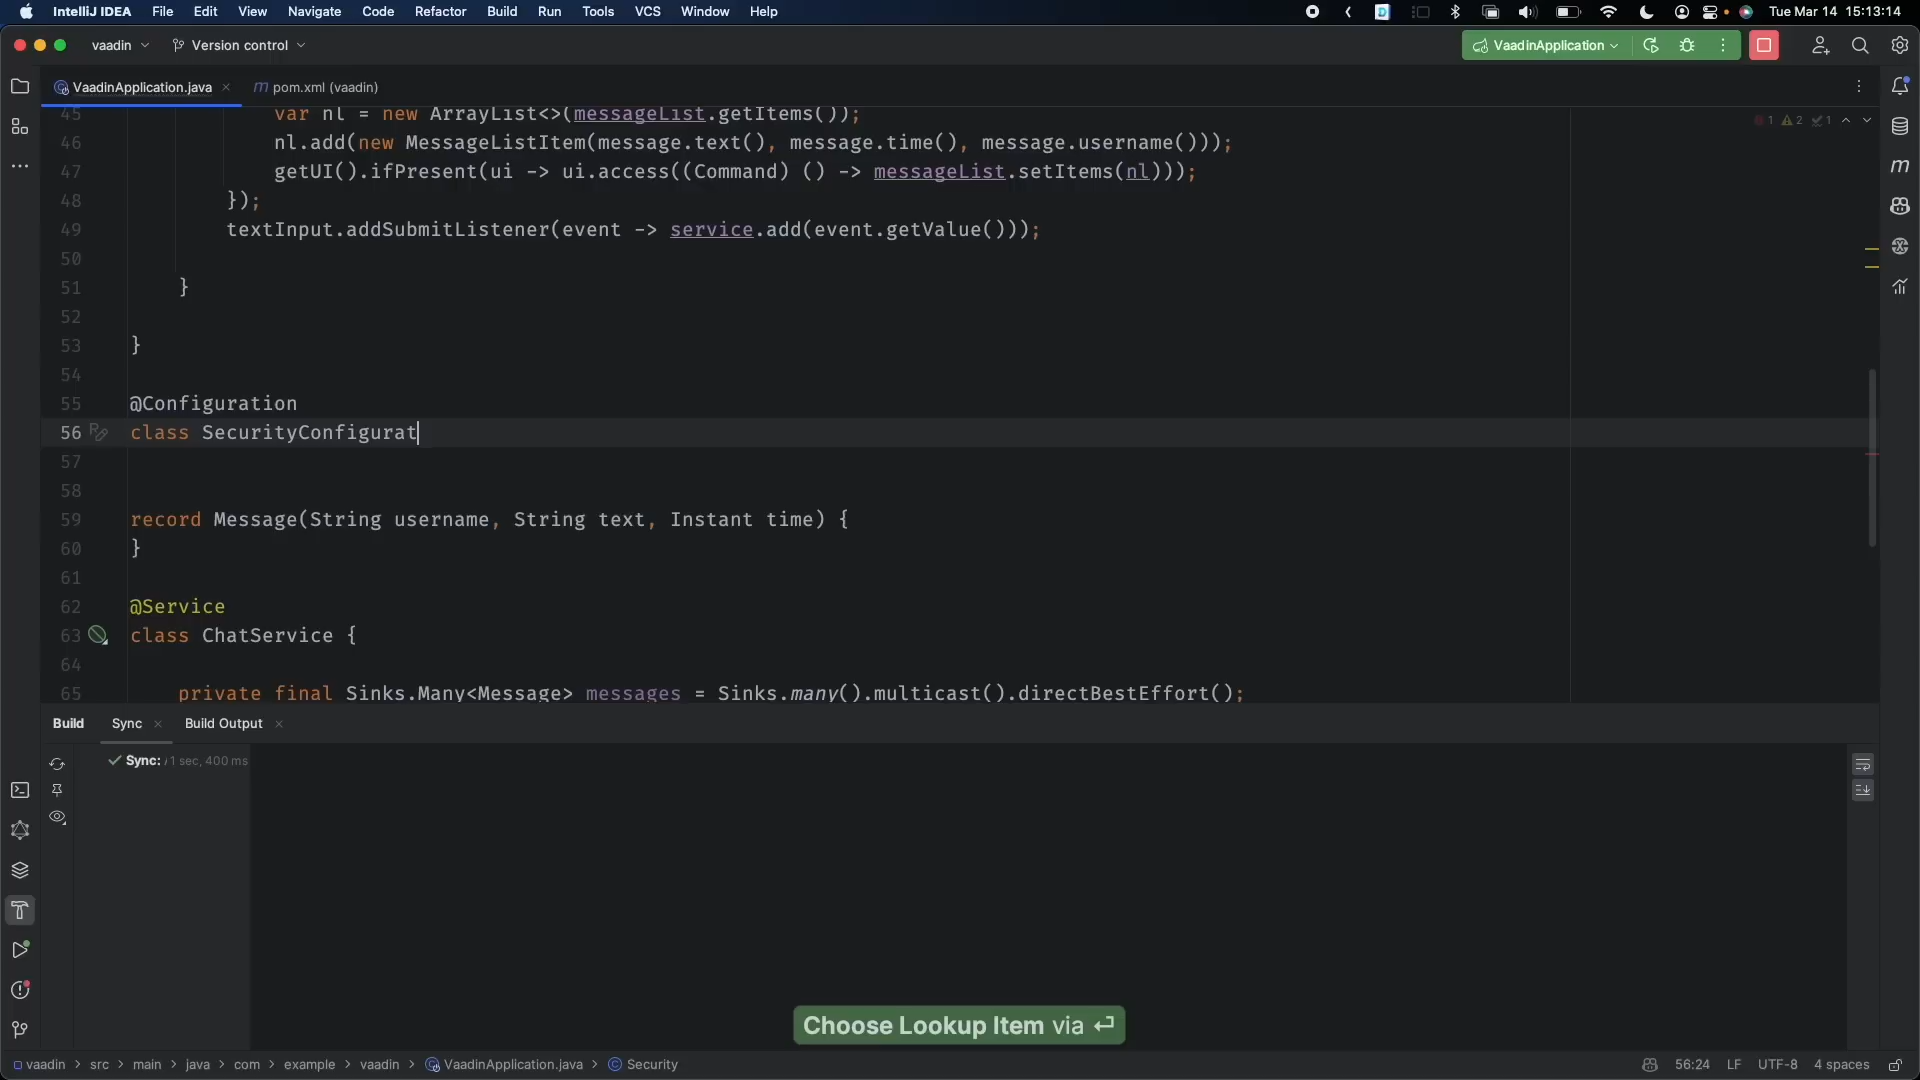 IntelliJ IDEA File Edit View Navigate Code Refactor Build Run Tools VCS Window Help Tue Mar 14 15:13:14
vaadin Version control VaadinApplication
VaadinApplication.java pom.xml (vaadin)
45 var nl = new ArrayList<>(messageList.getItems());
1 2 1
46 nl.add(new MessageListItem(message.text(), message.time(), message.username()));
47 getUI().ifPresent(ui -> ui.access((Command) () -> messageList.setItems(nl)));
48 });
49 textInput.addSubmitListener(event -> service.add(event.getValue()));
50
51 }
52
53 }
54
55 @Configuration
56 class SecurityConfigurat
57
58
59 record Message(String username, String text, Instant time) {
60 }
61
62 @Service
63 class ChatService {
64
65 private final Sinks.Many<Message> messages = Sinks.many().multicast().directBestEffort();
Build Sync Build Output
Sync: 1 sec, 400 ms
Choose Lookup Item via ⏎
vaadin > src > main > java > com > example > vaadin > VaadinApplication.java > Security 56:24 LF UTF-8 4 spaces